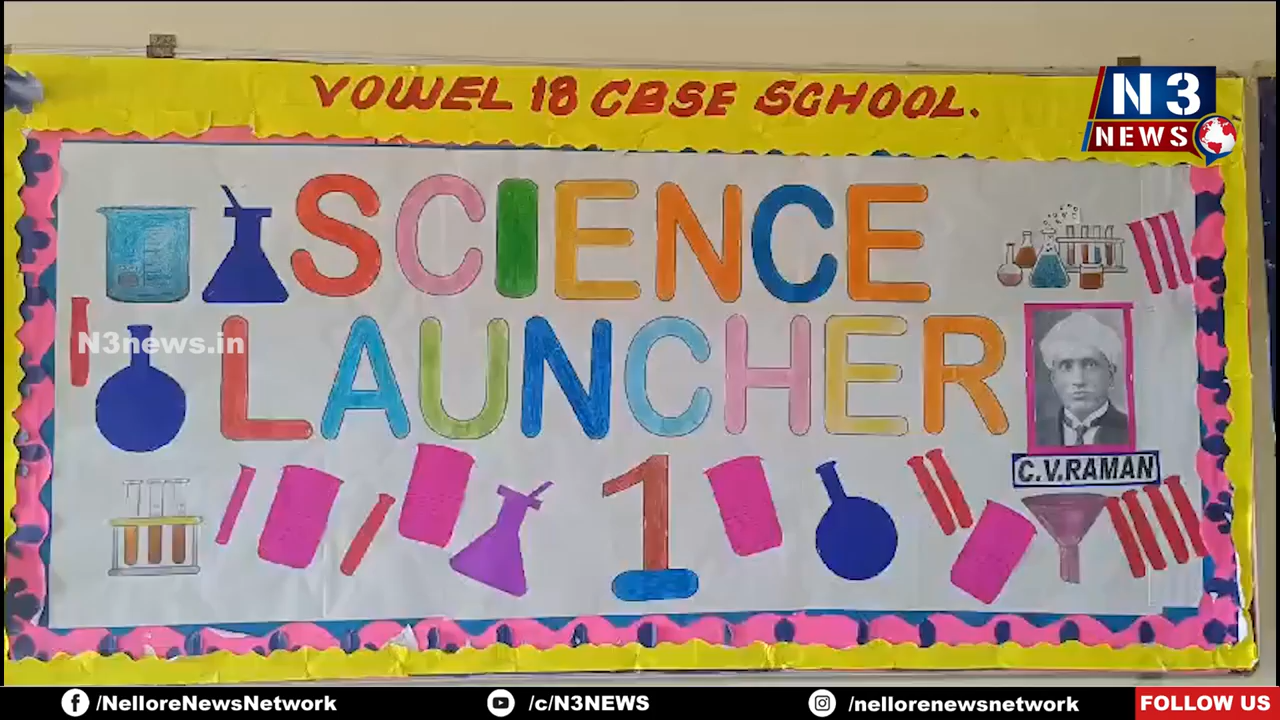 VOWEL 18 CBSE SCHOOL.
N3
NEWS
SCIENCE
LAUNCHER
N3news.in
C.V.RAMAN
1
/NelloreNewsNetwork
/c/N3NEWS
/nellorenewsnetwork
FOLLOW US